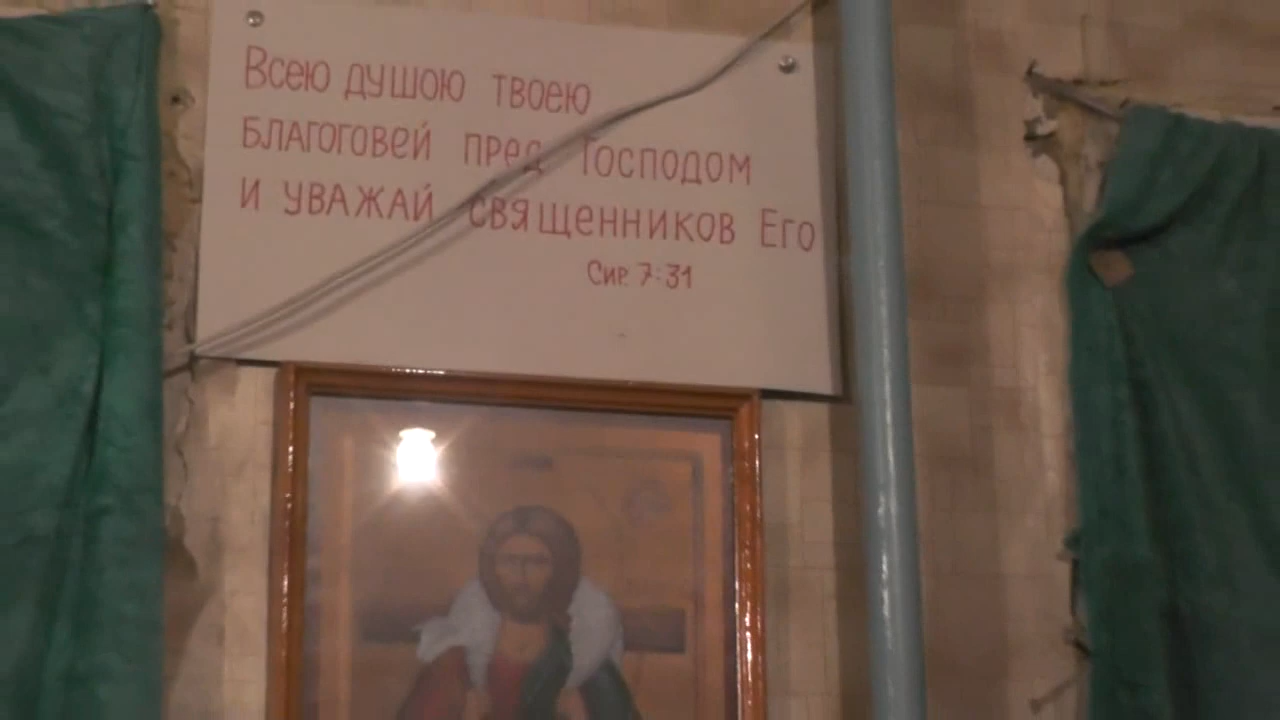 Всею душою твоею
благоговей пред Господом
и уважай священников Его
Сир. 7:31